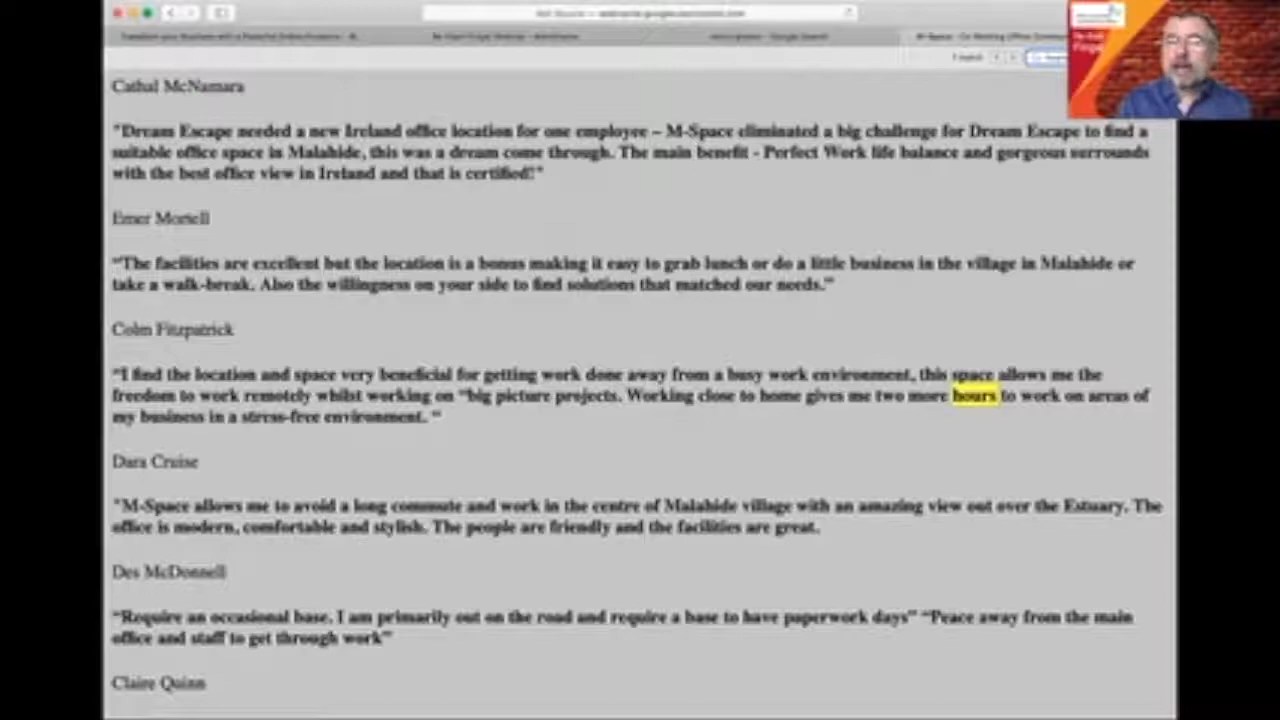 Cathal McNamara
"Dream Escape needed a new Ireland office location for one employee – M-Space eliminated a big challenge for Dream Escape to find a
suitable office space in Malahide, this was a dream come through. The main benefit - Perfect Work life balance and gorgeous surrounds
with the best office view in Ireland and that is certified!"
Emer Mortell
“The facilities are excellent but the location is a bonus making it easy to grab lunch or do a little business in the village in Malahide or
take a walk-break. Also the willingness on your side to find solutions that matched our needs.”
Colm Fitzpatrick
“I find the location and space very beneficial for getting work done away from a busy work environment, this space allows me the
freedom to work remotely whilst working on “big picture projects. Working close to home gives me two more hours to work on areas of
my business in a stress-free environment. “
Dara Cruise
"M-Space allows me to avoid a long commute and work in the centre of Malahide village with an amazing view out over the Estuary. The
office is modern, comfortable and stylish. The people are friendly and the facilities are great.
Des McDonnell
“Require an occasional base. I am primarily out on the road and require a base to have paperwork days” “Peace away from the main
office and staff to get through work”
Claire Quinn